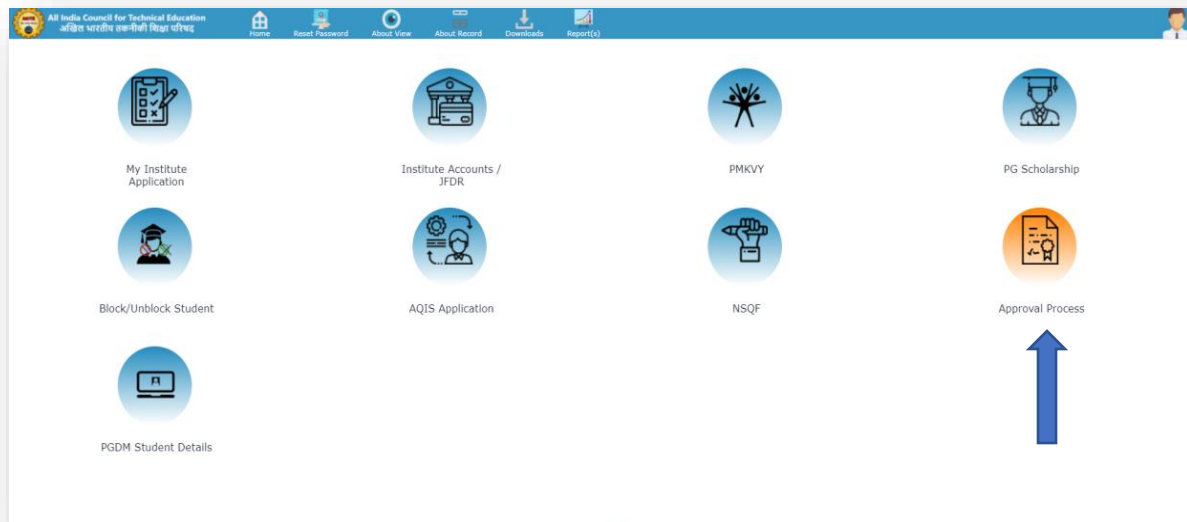 All India Council for Technical Education
अखिल भारतीय तकनीकी शिक्षा परिषद
Home
Reset Password
About View
About Record
Downloads
Report(s)
My Institute
Application
Institute Accounts /
JFDR
PMKVY
PG Scholarship
Block/Unblock Student
AQIS Application
NSQF
Approval Process
PGDM Student Details